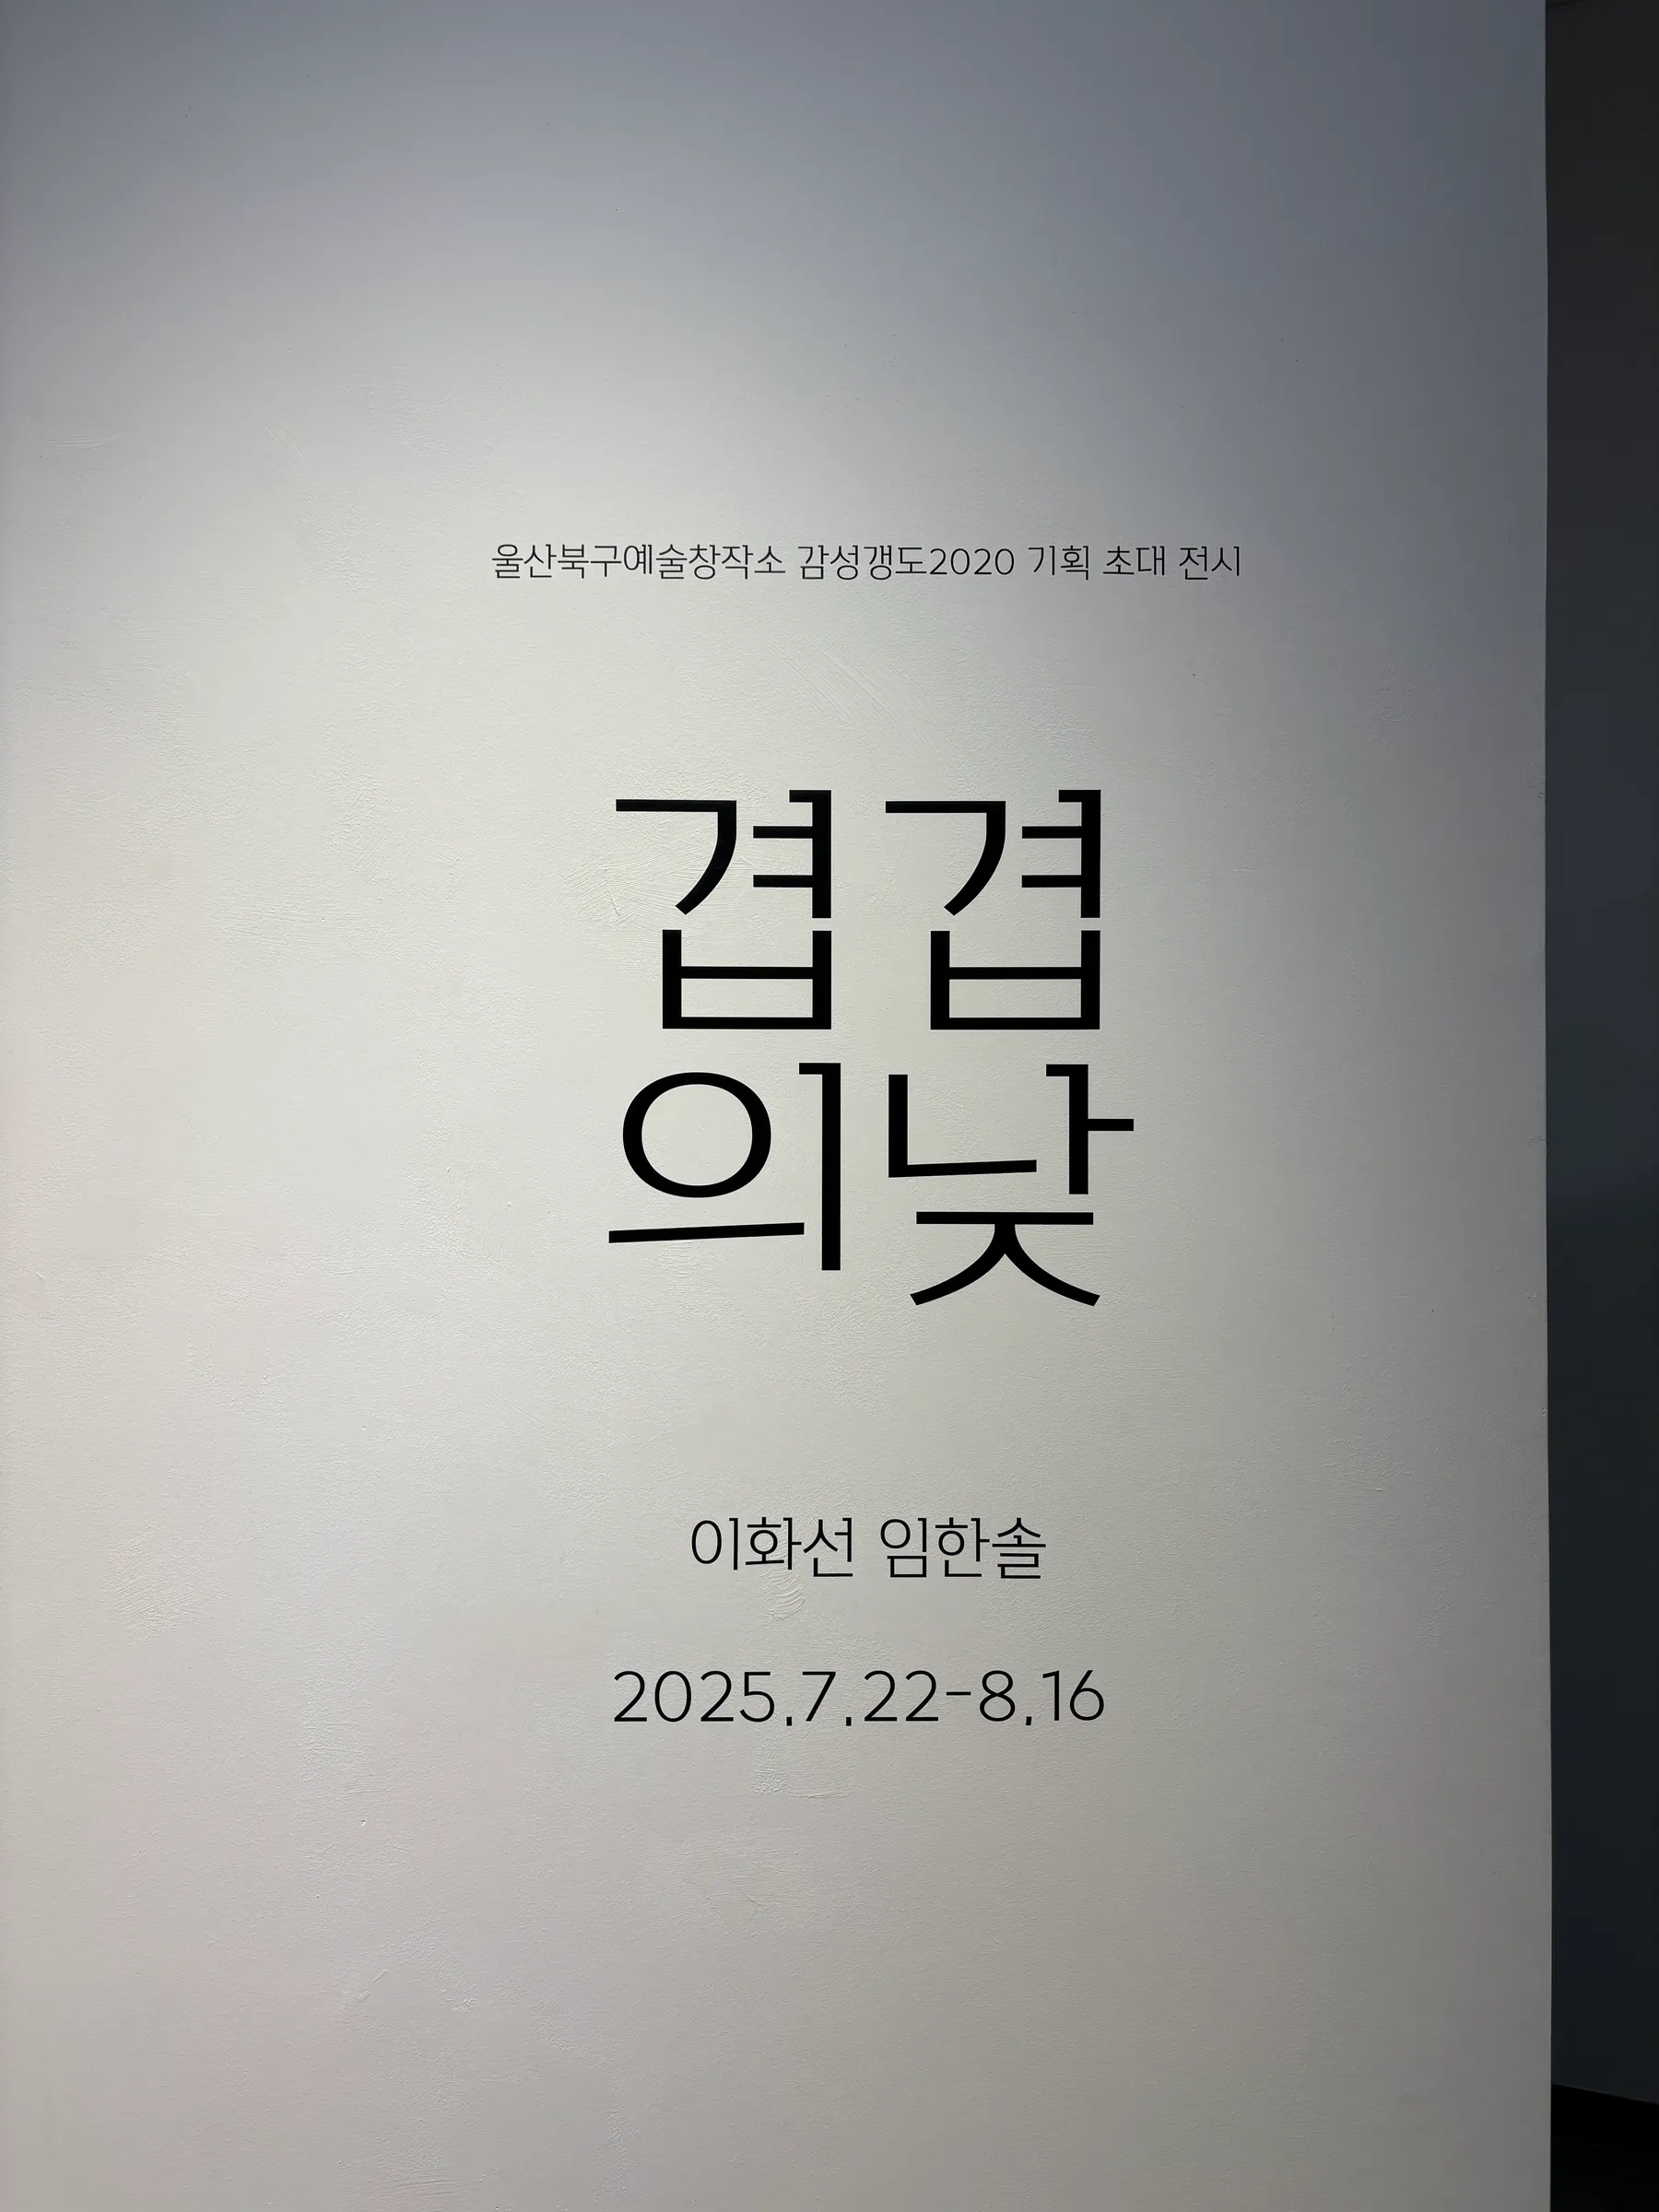 울산북구예술창작소 감성갱도2020 기획 초대 전시
겹겹
의낮
이화선 임한솔
2025.7.22-8.16